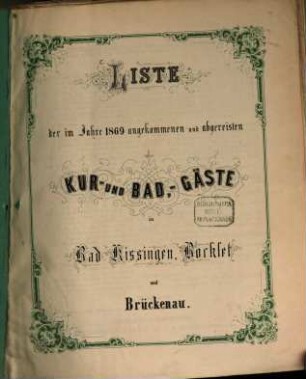 LISTE
der im Jahre 1869 angekommenen und abgereisten
KUR- UND BAD,- GÄSTE
in
Bad Kissingen, Bocklet
und
Brückenau.